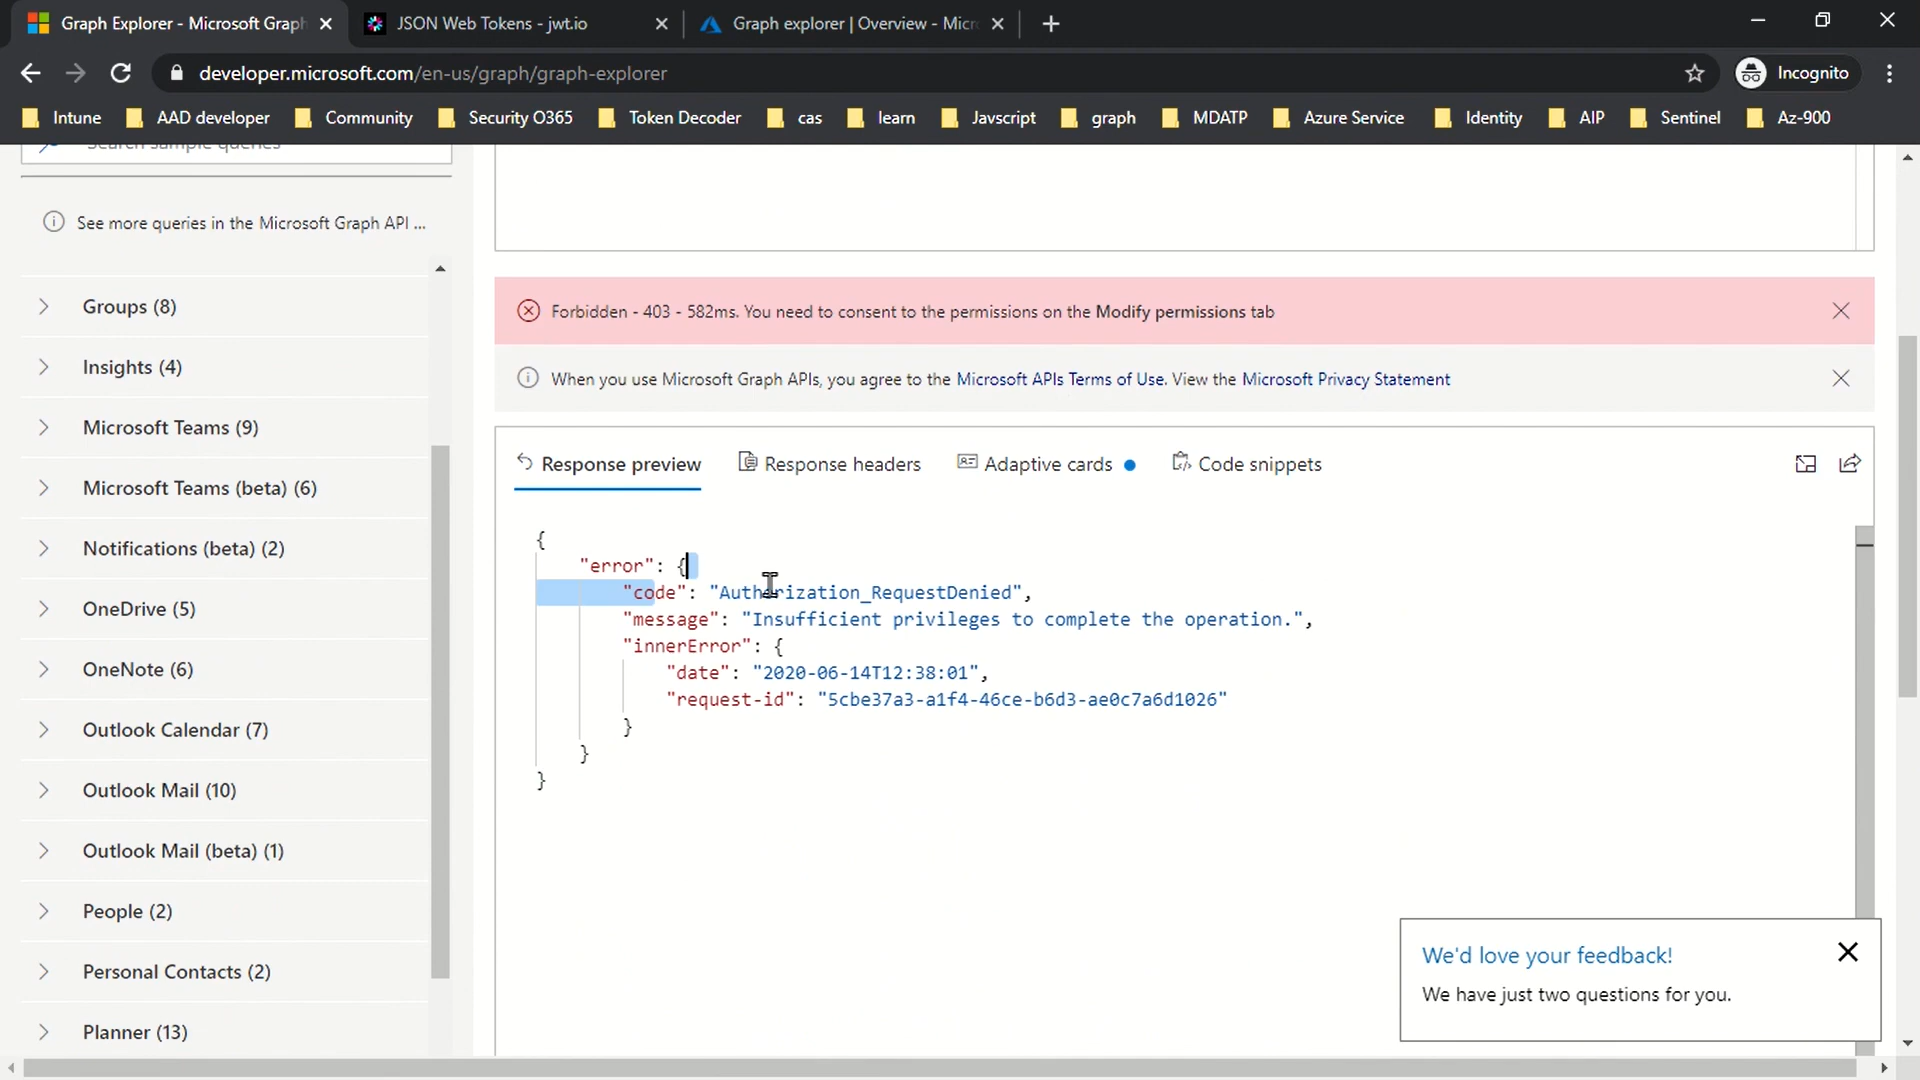 Graph Explorer - Microsoft Graph
JSON Web Tokens - jwt.io
Graph explorer | Overview - Micr
developer.microsoft.com/en-us/graph/graph-explorer
Incognito
Intune
AAD developer
Community
Security O365
Token Decoder
cas
learn
Javscript
graph
MDATP
Azure Service
Identity
AIP
Sentinel
Az-900
Search sample queries
See more queries in the Microsoft Graph API ...
Groups (8)
Insights (4)
Microsoft Teams (9)
Microsoft Teams (beta) (6)
Notifications (beta) (2)
OneDrive (5)
OneNote (6)
Outlook Calendar (7)
Outlook Mail (10)
Outlook Mail (beta) (1)
People (2)
Personal Contacts (2)
Planner (13)
Forbidden - 403 - 582ms. You need to consent to the permissions on the Modify permissions tab
When you use Microsoft Graph APIs, you agree to the Microsoft APIs Terms of Use. View the Microsoft Privacy Statement
Response preview
Response headers
Adaptive cards
Code snippets
{
"error": {
"code": "Authorization_RequestDenied",
"message": "Insufficient privileges to complete the operation.",
"innerError": {
"date": "2020-06-14T12:38:01",
"request-id": "5cbe37a3-a1f4-46ce-b6d3-ae0c7a6d1026"
}
}
}
We'd love your feedback!
We have just two questions for you.